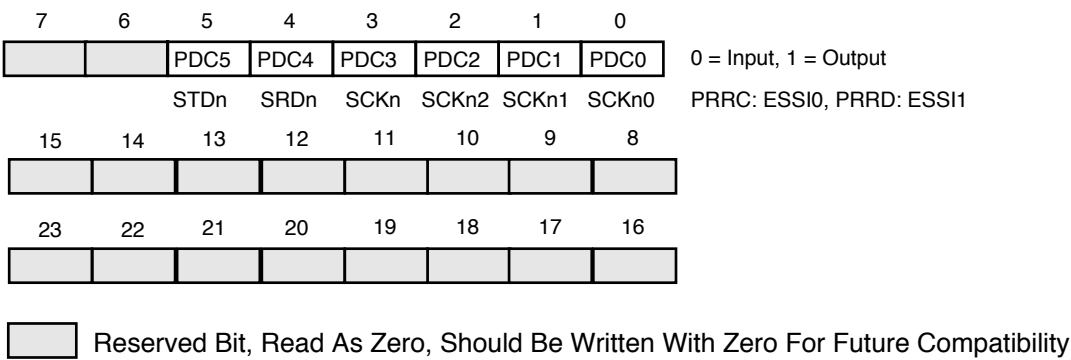 7 6 5 4 3 2 1 0
PDC5 PDC4 PDC3 PDC2 PDC1 PDC0 0 = Input, 1 = Output
STDn SRDn SCKn SCKn2 SCKn1 SCKn0 PRRC: ESSI0, PRRD: ESSI1
15 14 13 12 11 10 9 8
23 22 21 20 19 18 17 16
Reserved Bit, Read As Zero, Should Be Written With Zero For Future Compatibility